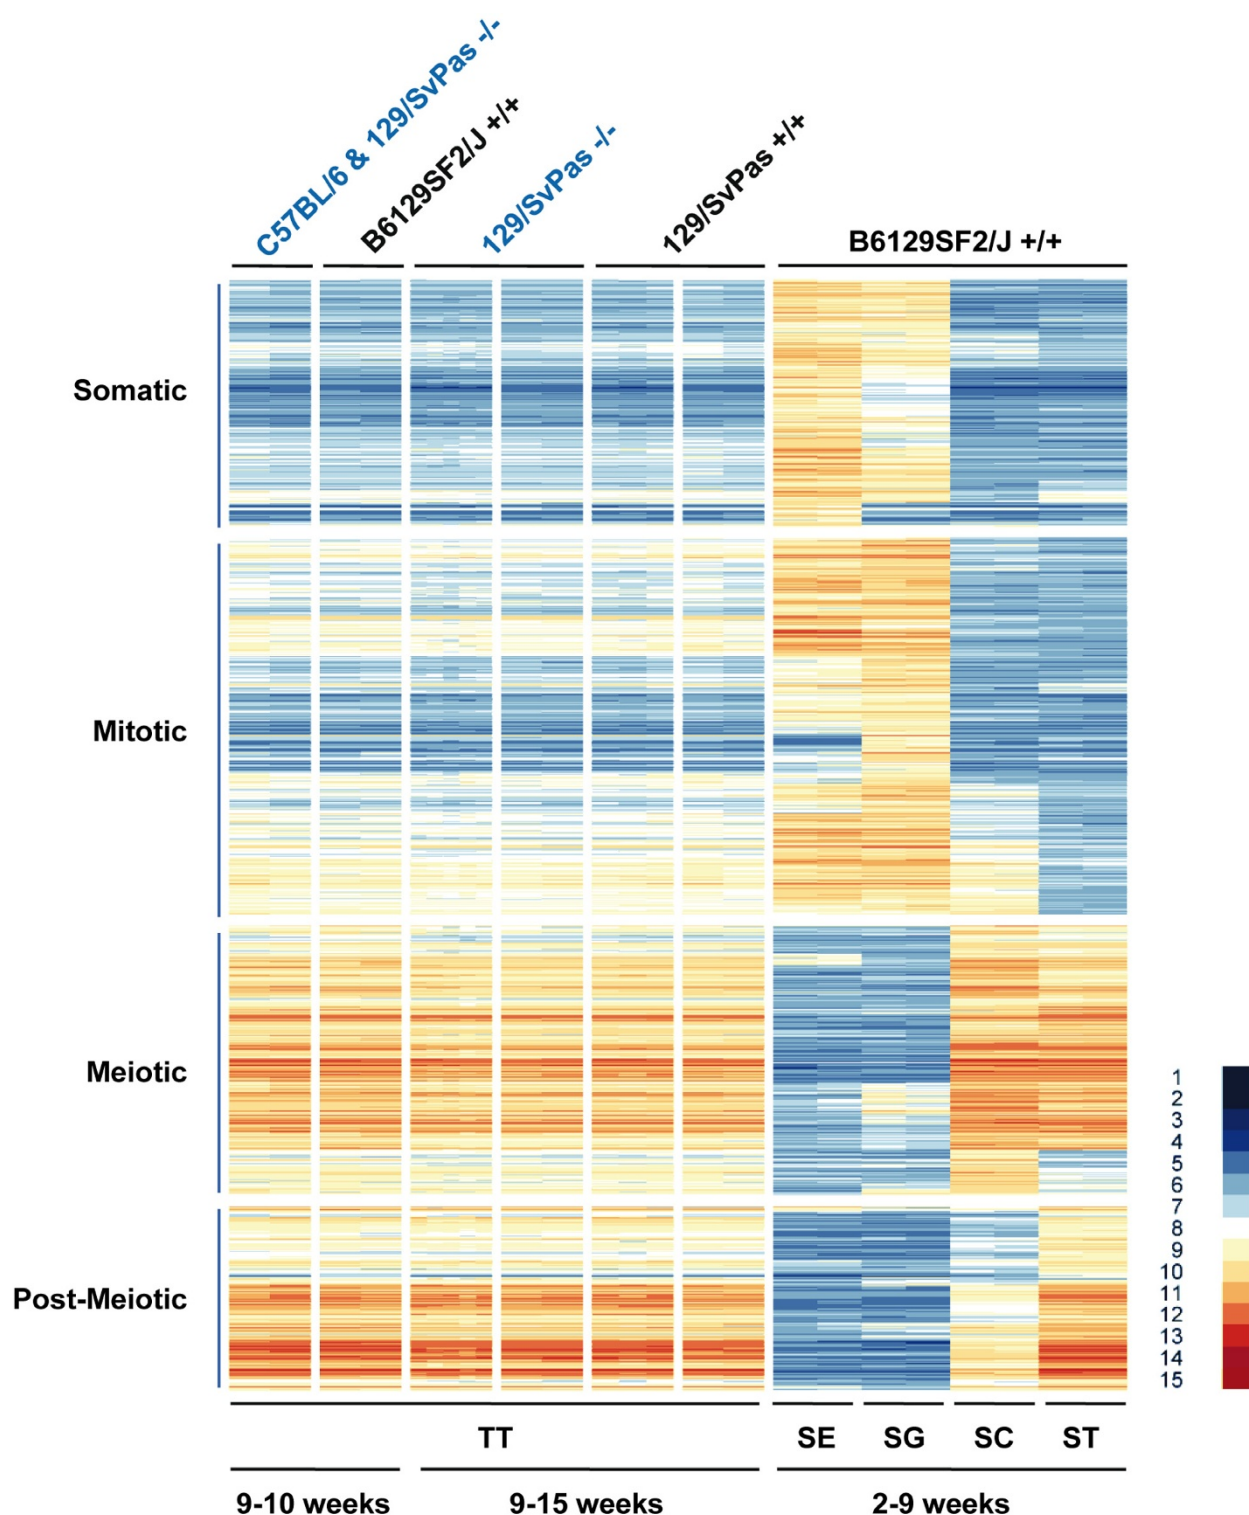 C57BL/6 & 129/SvPas -/-
B6129SF2/J +/+
129/SvPas -/-
129/SvPas +/+
B6129SF2/J +/+
Somatic
Mitotic
Meiotic
Post-Meiotic
1
2
3
4
5
6
7
8
9
10
11
12
13
14
15
TT
SE
SG
SC
ST
9-10 weeks
9-15 weeks
2-9 weeks